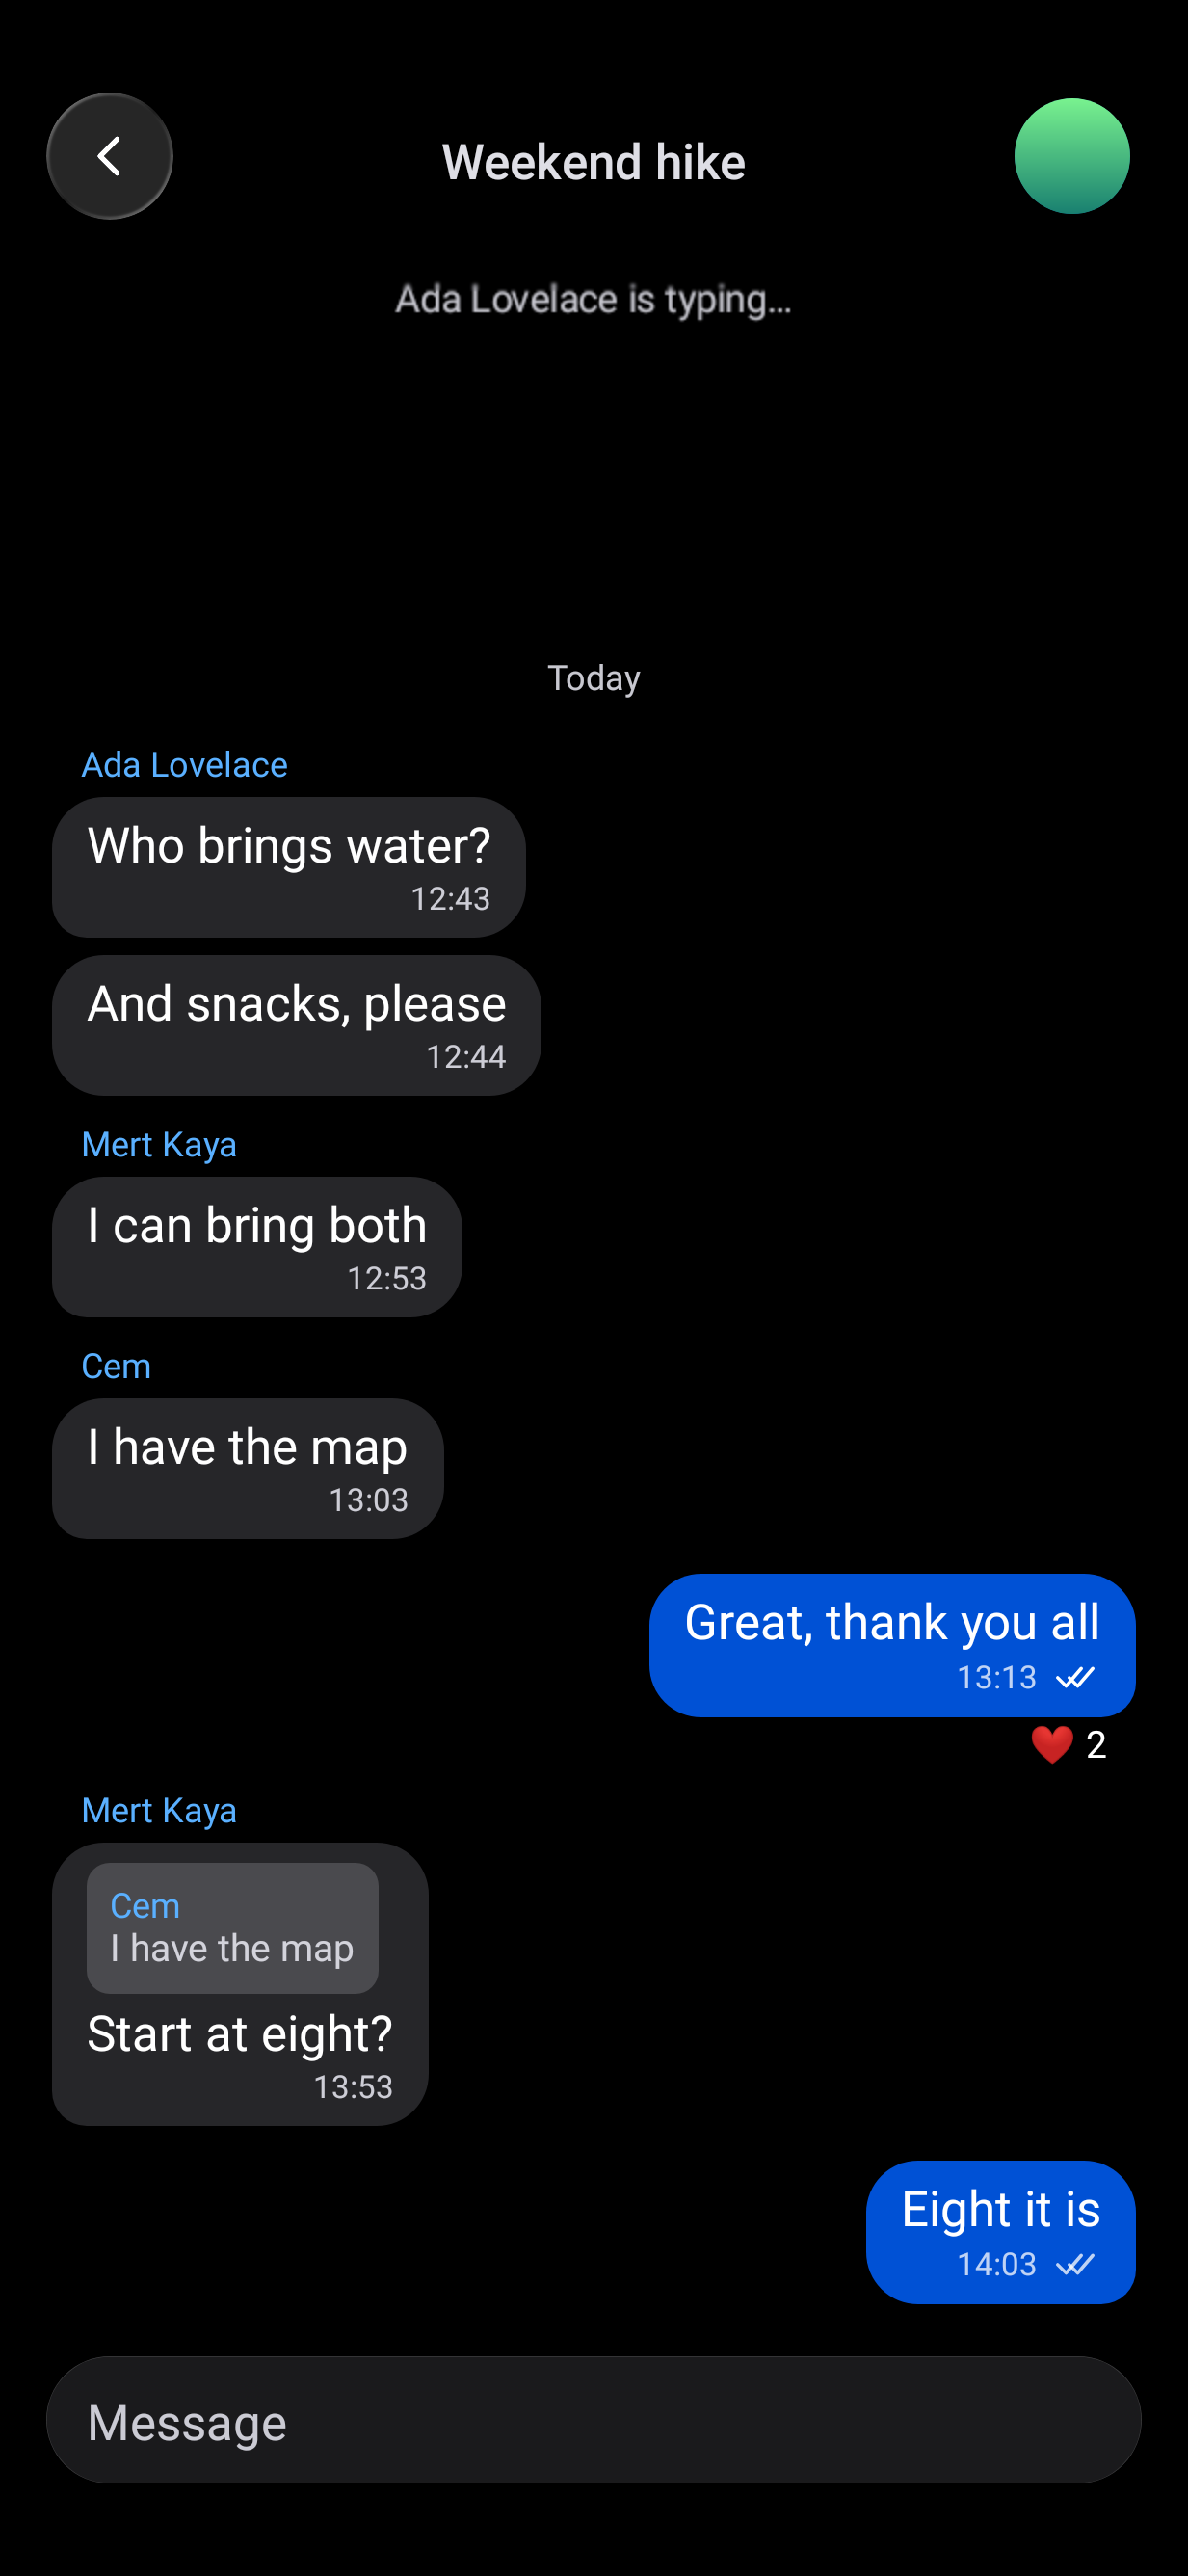 Weekend hike
Ada Lovelace is typing…
Today
Ada Lovelace
Who brings water?
12:43
And snacks, please
12:44
Mert Kaya
I can bring both
12:53
Cem
I have the map
13:03
Great, thank you all
13:13
❤️ 2
Mert Kaya
Cem
I have the map
Start at eight?
13:53
Eight it is
14:03
Message